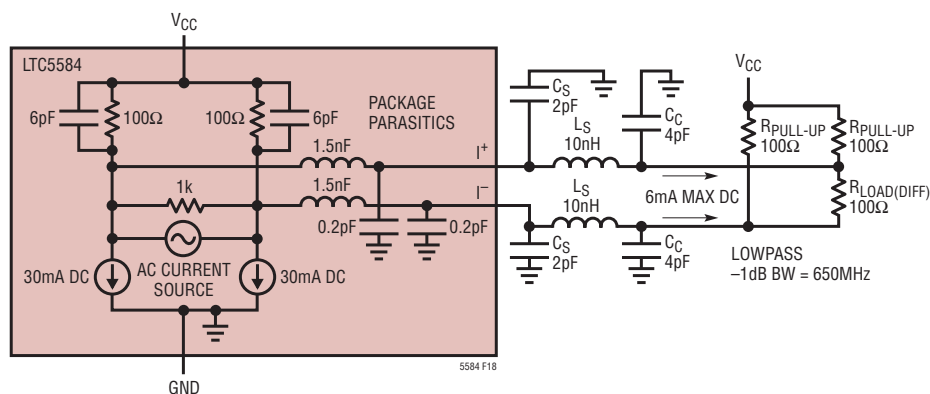 VCC
LTC5584
6pF
100Ω
100Ω
6pF
PACKAGE
PARASITICS
1.5nF
I+
1.5nF
I–
1k
0.2pF
0.2pF
30mA DC
AC CURRENT
SOURCE
30mA DC
GND
5584 F18
CS
2pF
LS
10nH
CC
4pF
LS
10nH
CS
2pF
CC
4pF
6mA MAX DC
VCC
RPULL-UP
100Ω
RPULL-UP
100Ω
RLOAD(DIFF)
100Ω
LOWPASS
–1dB BW = 650MHz